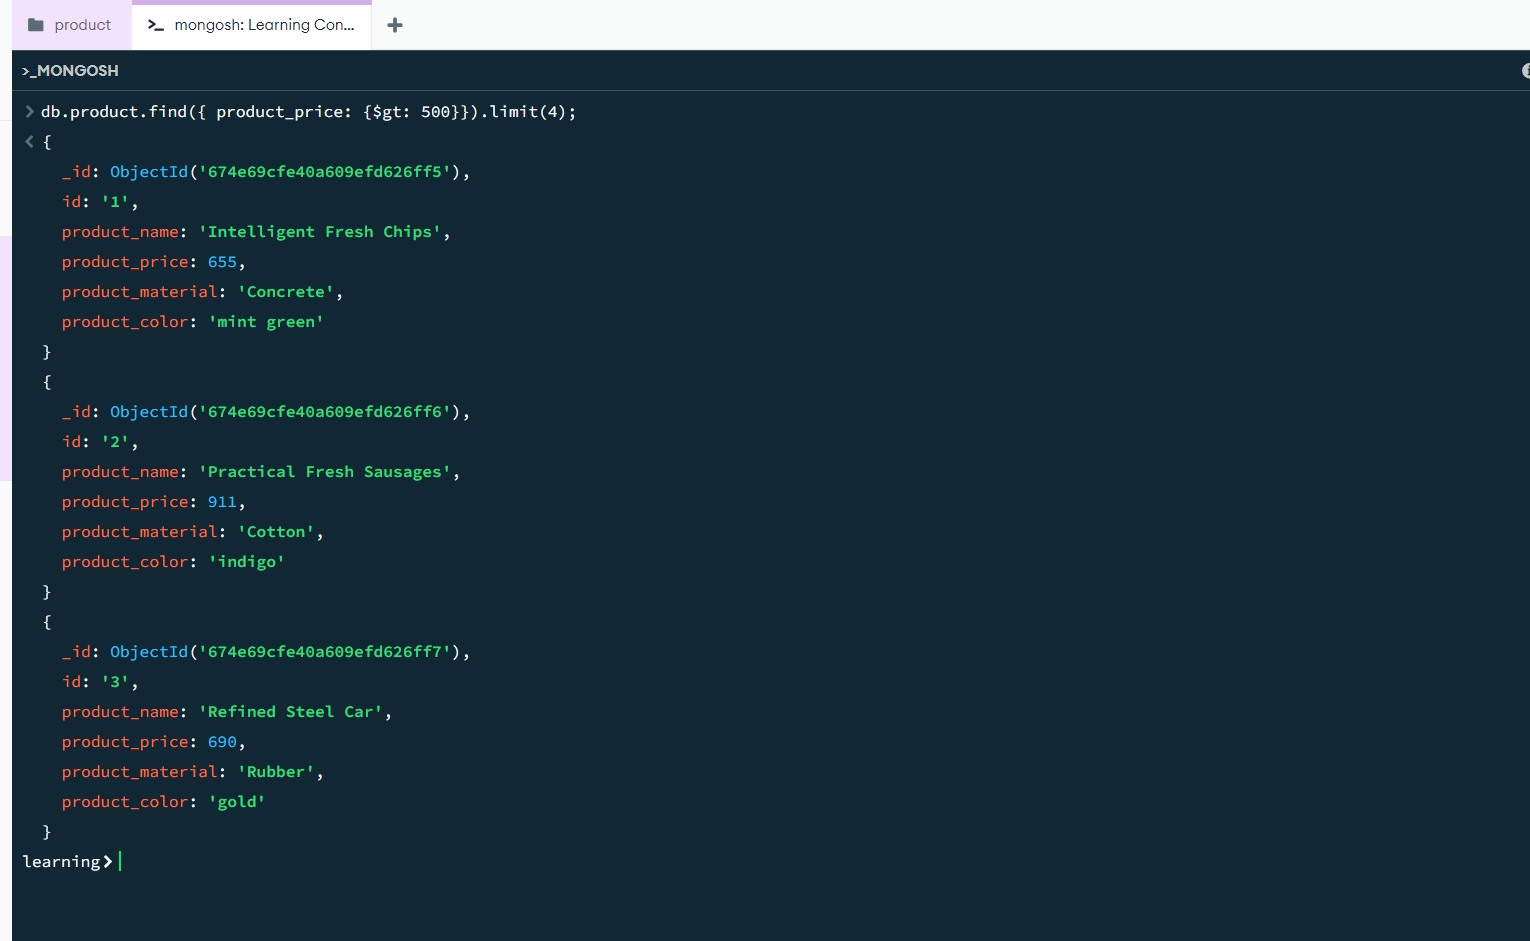 product
mongosh: Learning Con...
>_MONGOSH
db.product.find({ product_price: {$gt: 500}}).limit(4);
{
_id: ObjectId('674e69cfe40a609efd626ff5'),
id: '1',
product_name: 'Intelligent Fresh Chips',
product_price: 655,
product_material: 'Concrete',
product_color: 'mint green'
}
{
_id: ObjectId('674e69cfe40a609efd626ff6'),
id: '2',
product_name: 'Practical Fresh Sausages',
product_price: 911,
product_material: 'Cotton',
product_color: 'indigo'
}
{
_id: ObjectId('674e69cfe40a609efd626ff7'),
id: '3',
product_name: 'Refined Steel Car',
product_price: 690,
product_material: 'Rubber',
product_color: 'gold'
}
learning>